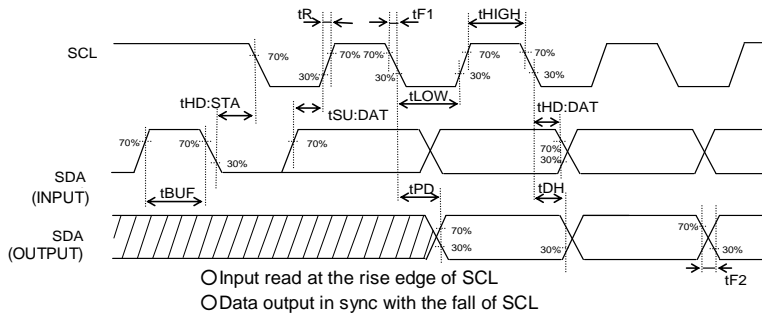 tR tF1 tHIGH
SCL 70% 70% 70% 70% 70%
30% 30% 30% 30%
tHD:STA tLOW tHD:DAT
tSU:DAT
70% 70% 70% 70%
30% 30%
SDA
(INPUT)
tBUF tPD tDH
SDA
(OUTPUT)
70% 70%
30% 30% 30%
tF2
○Input read at the rise edge of SCL
○Data output in sync with the fall of SCL